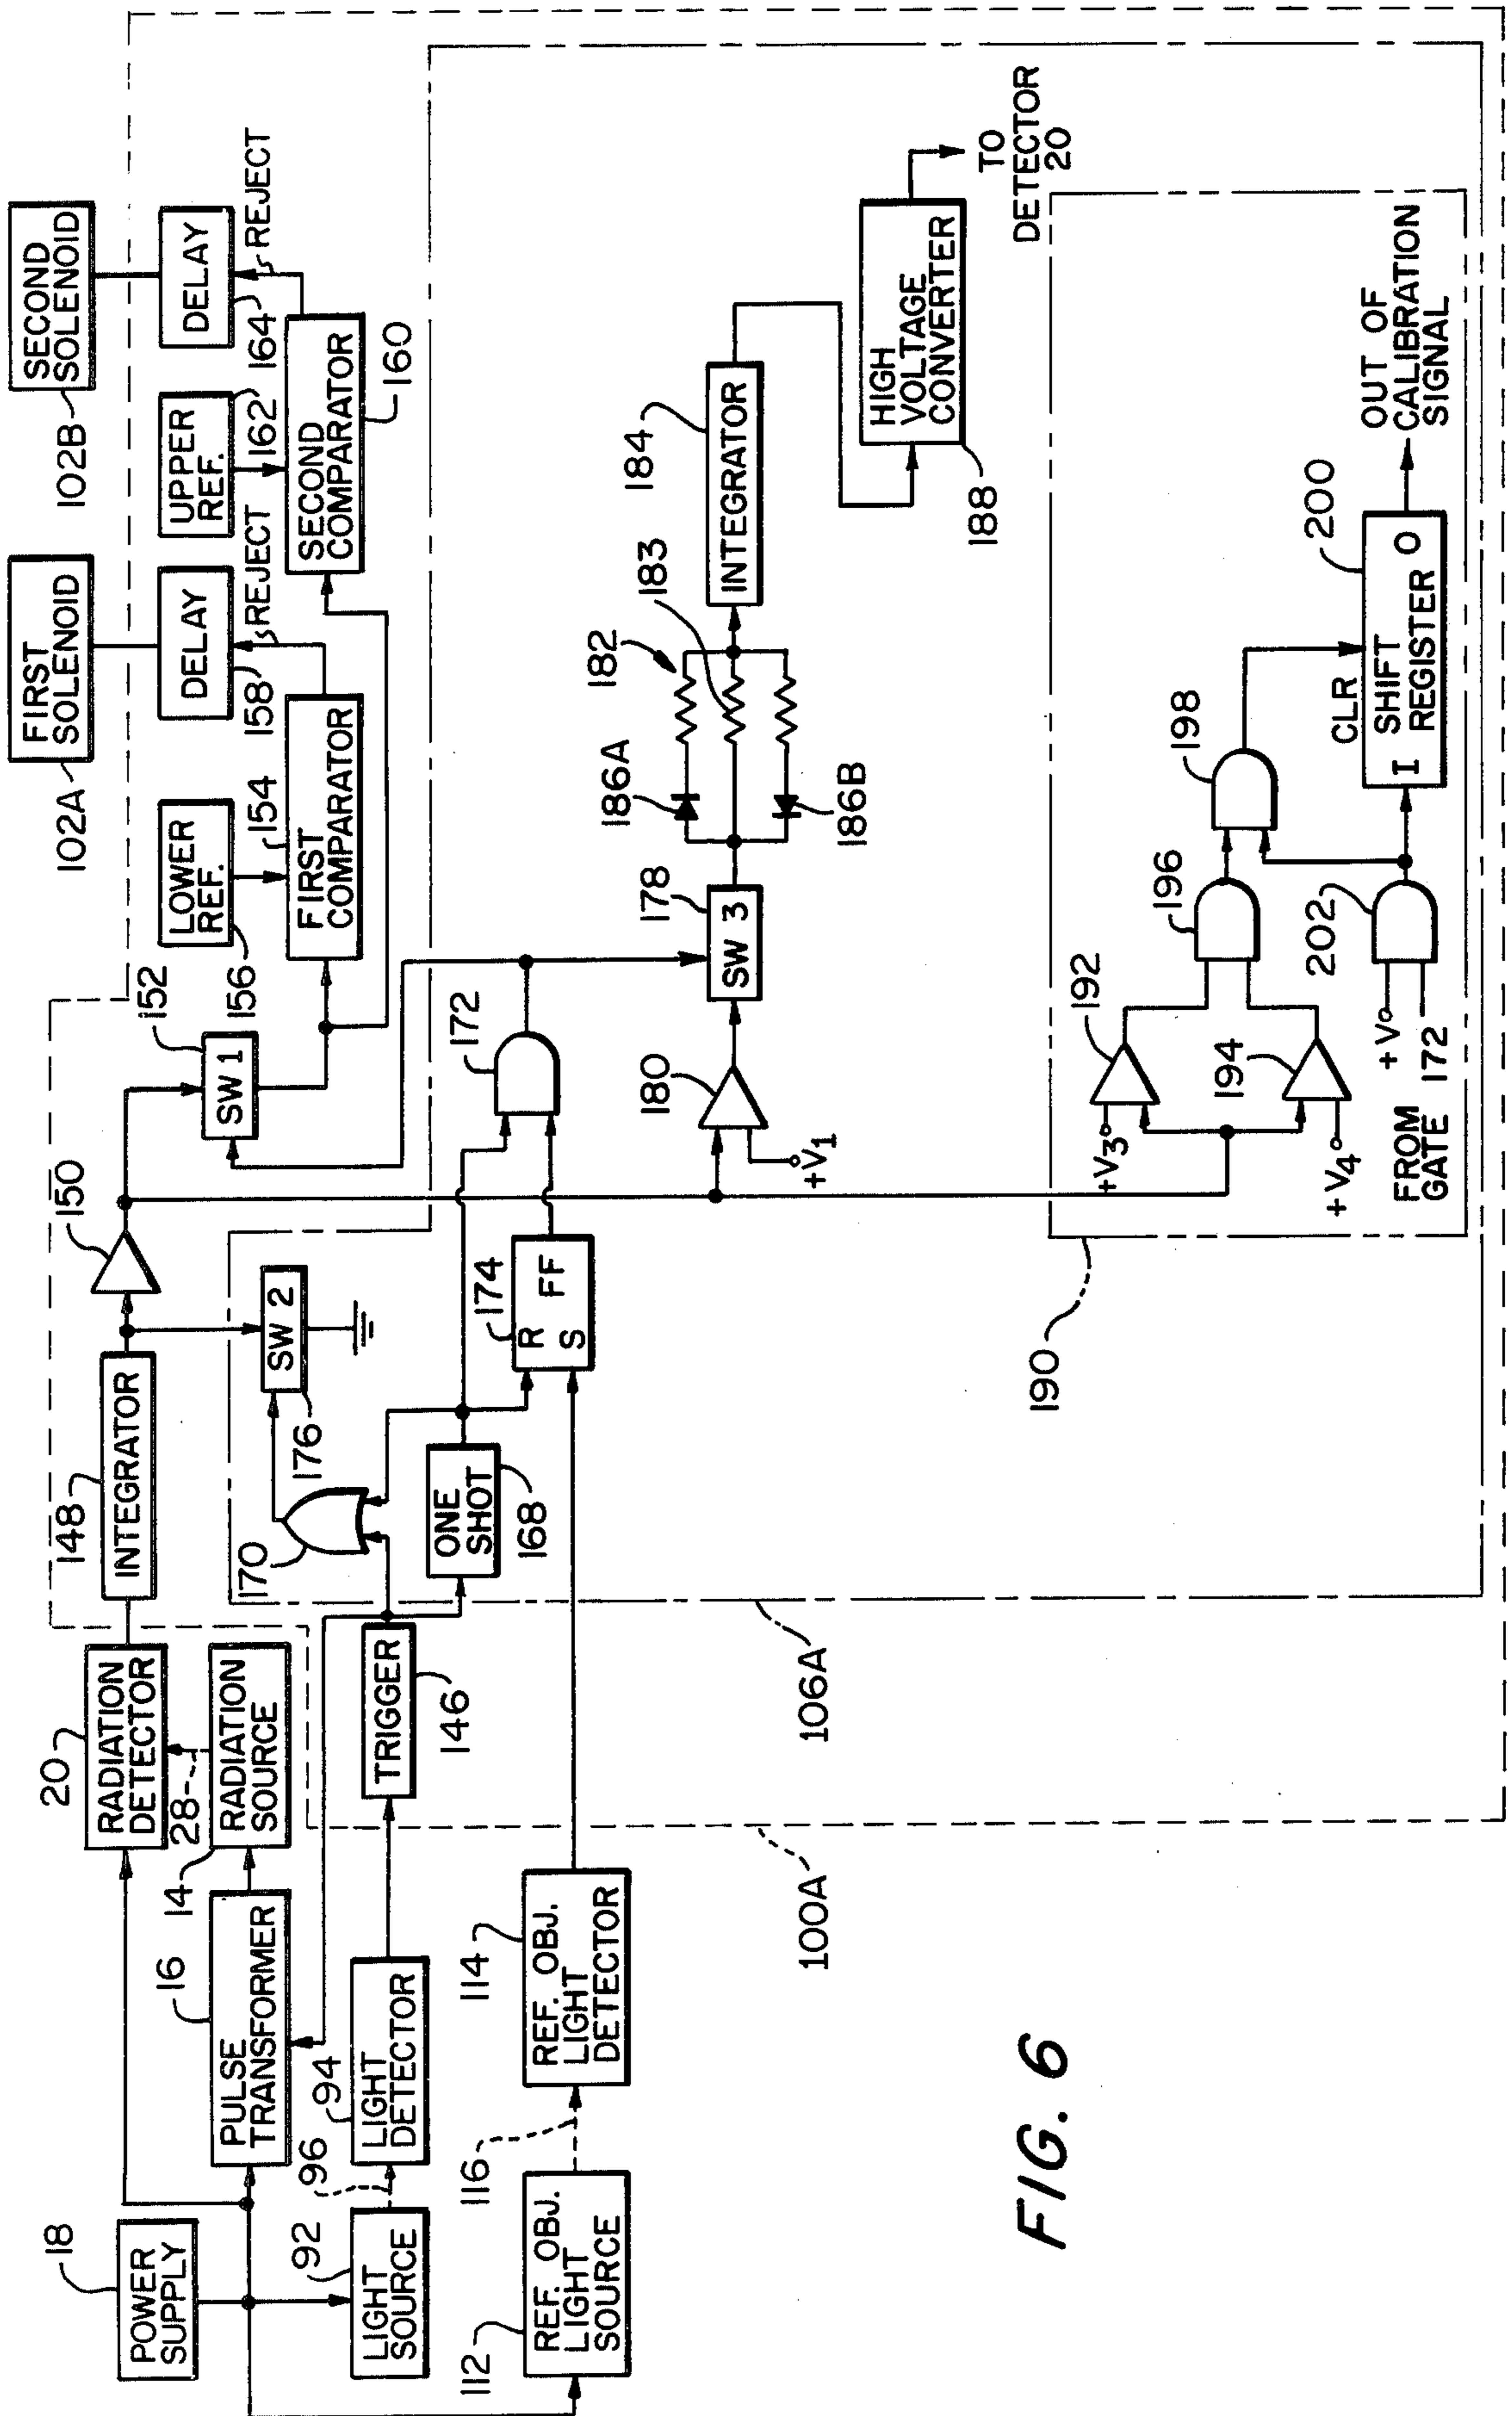 18
POWER
SUPPLY
16
PULSE
TRANSFORMER
20
RADIATION
DETECTOR
28
14
RADIATION
SOURCE
148
INTEGRATOR
150
152
SW 1
102A
FIRST
SOLENOID
102B
SECOND
SOLENOID
LOWER
REF.
156
154
FIRST
COMPARATOR
DELAY
158
REJECT
UPPER
REF.
162
SECOND
COMPARATOR
160
DELAY
164
REJECT
92
LIGHT
SOURCE
96
94
LIGHT
DETECTOR
TRIGGER
146
170
176
SW 2
ONE
SHOT
168
174
R FF
S
172
112
REF. OBJ.
LIGHT
SOURCE
116
114
REF. OBJ.
LIGHT
DETECTOR
180
+V1
178
SW 3
186A
186B
182
183
184
INTEGRATOR
188
HIGH
VOLTAGE
CONVERTER
TO
DETECTOR
20
100A
106A
190
+V3
192
194
+V4
196
198
+V
202
FROM
GATE 172
CLR
200
I SHIFT
REGISTER O
OUT OF
CALIBRATION
SIGNAL
FIG. 6